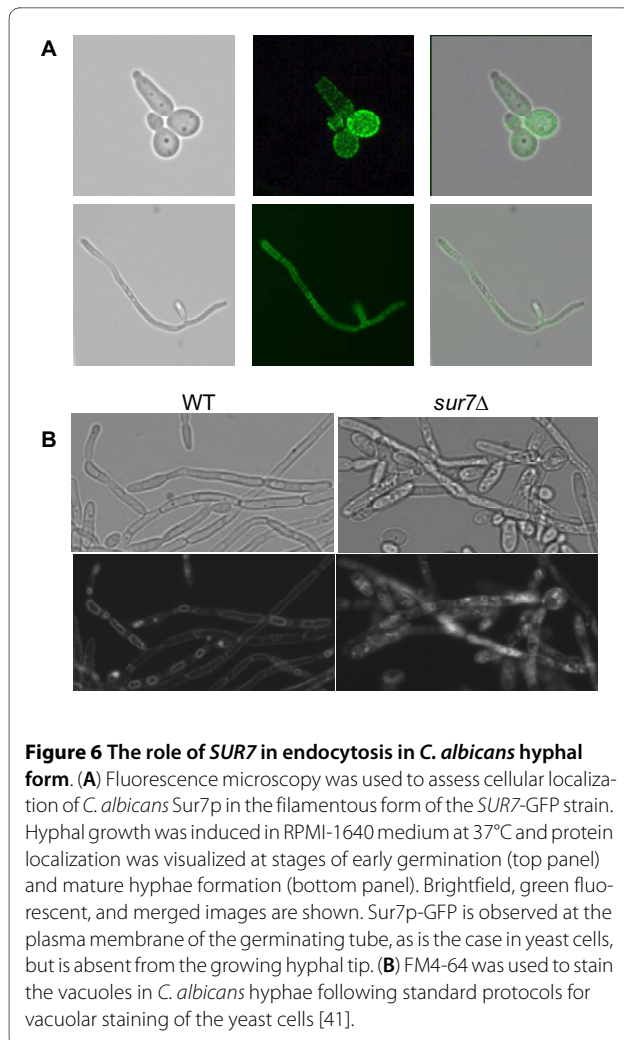 A
WT
sur7Δ
B
Figure 6 The role of SUR7 in endocytosis in C. albicans hyphal
form. (A) Fluorescence microscopy was used to assess cellular localiza-
tion of C. albicans Sur7p in the filamentous form of the SUR7-GFP strain.
Hyphal growth was induced in RPMI-1640 medium at 37°C and protein
localization was visualized at stages of early germination (top panel)
and mature hyphae formation (bottom panel). Brightfield, green fluo-
rescent, and merged images are shown. Sur7p-GFP is observed at the
plasma membrane of the germinating tube, as is the case in yeast cells,
but is absent from the growing hyphal tip. (B) FM4-64 was used to stain
the vacuoles in C. albicans hyphae following standard protocols for
vacuolar staining of the yeast cells [41].